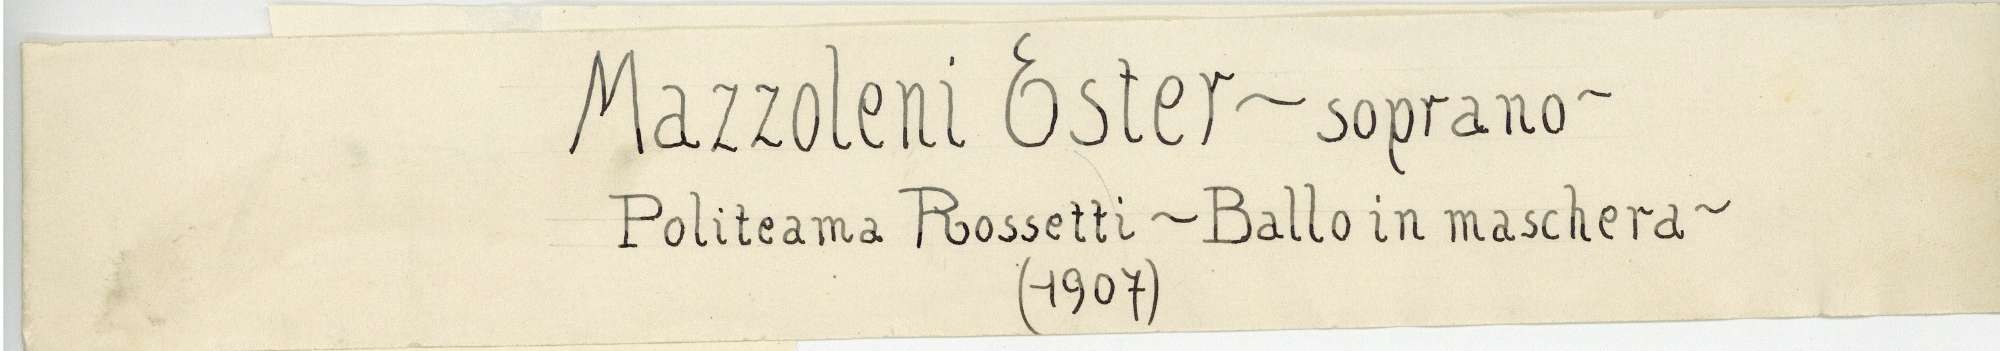 Mazzoleni Ester ~ soprano ~
Politeama Rossetti ~ Ballo in maschera ~
(1907)